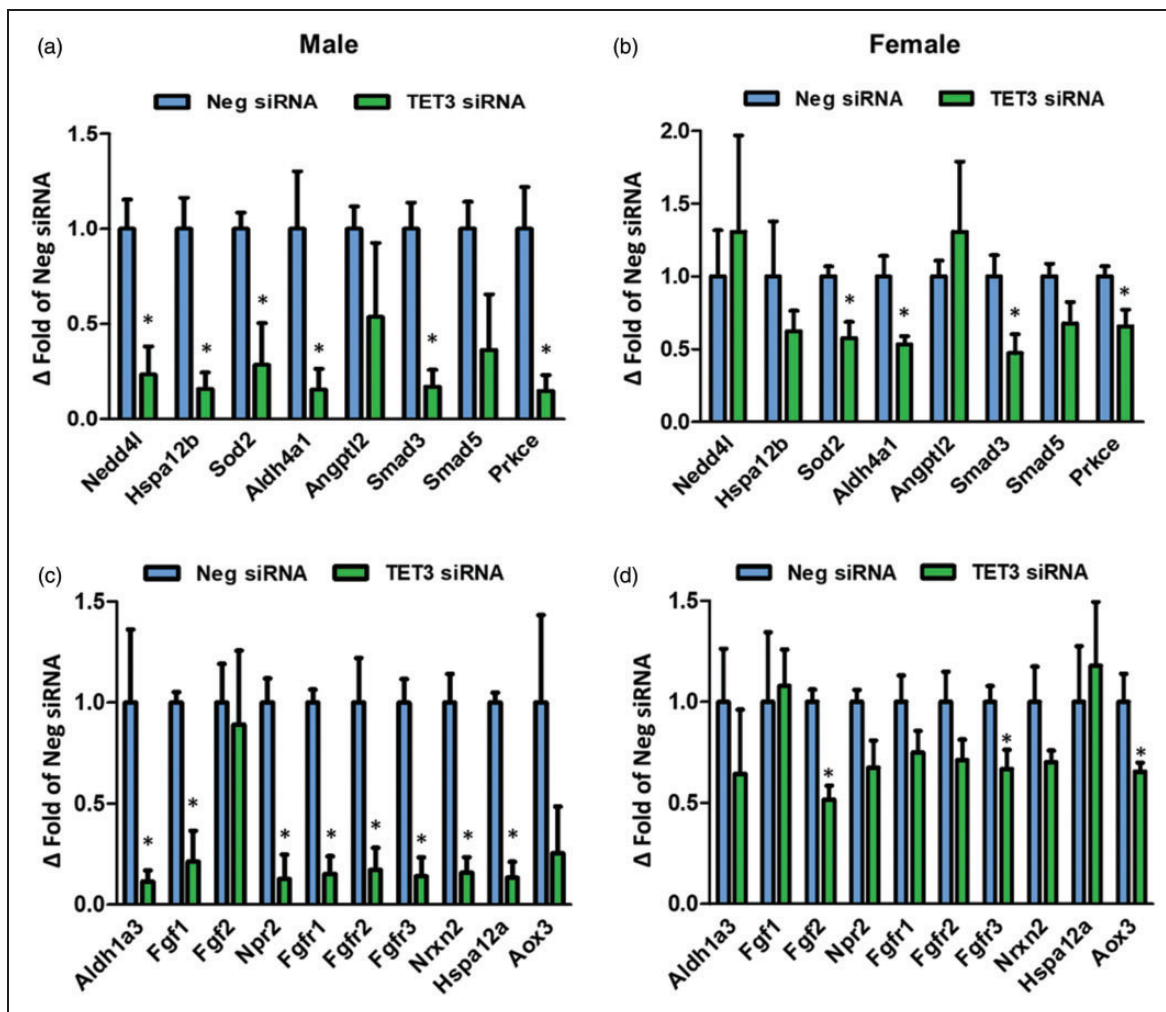 (a) Male
Neg siRNA TET3 siRNA
Δ Fold of Neg siRNA
1.5
1.0
0.5
0.0
* * * * * *
Nedd4l Hspa12b Sod2 Aldh4a1 Angptl2 Smad3 Smad5 Prkce
(b) Female
Neg siRNA TET3 siRNA
Δ Fold of Neg siRNA
2.0
1.5
1.0
0.5
0.0
* * * *
Nedd4l Hspa12b Sod2 Aldh4a1 Angptl2 Smad3 Smad5 Prkce
(c)
Neg siRNA TET3 siRNA
Δ Fold of Neg siRNA
1.5
1.0
0.5
0.0
* * * * * * * *
Aldh1a3 Fgf1 Fgf2 Npr2 Fgfr1 Fgfr2 Fgfr3 Nrxn2 Hspa12a Aox3
(d)
Neg siRNA TET3 siRNA
Δ Fold of Neg siRNA
1.5
1.0
0.5
0.0
* * *
Aldh1a3 Fgf1 Fgf2 Npr2 Fgfr1 Fgfr2 Fgfr3 Nrxn2 Hspa12a Aox3